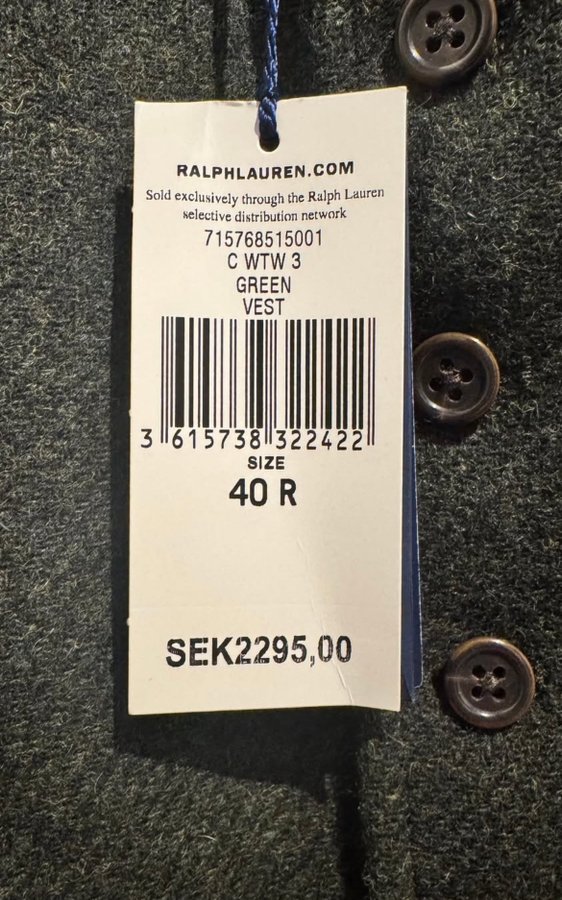 RALPHLAUREN.COM
Sold exclusively through the Ralph Lauren
selective distribution network
715768515001
C WTW 3
GREEN
VEST
3 615738 322422
SIZE
40 R
SEK2295,00